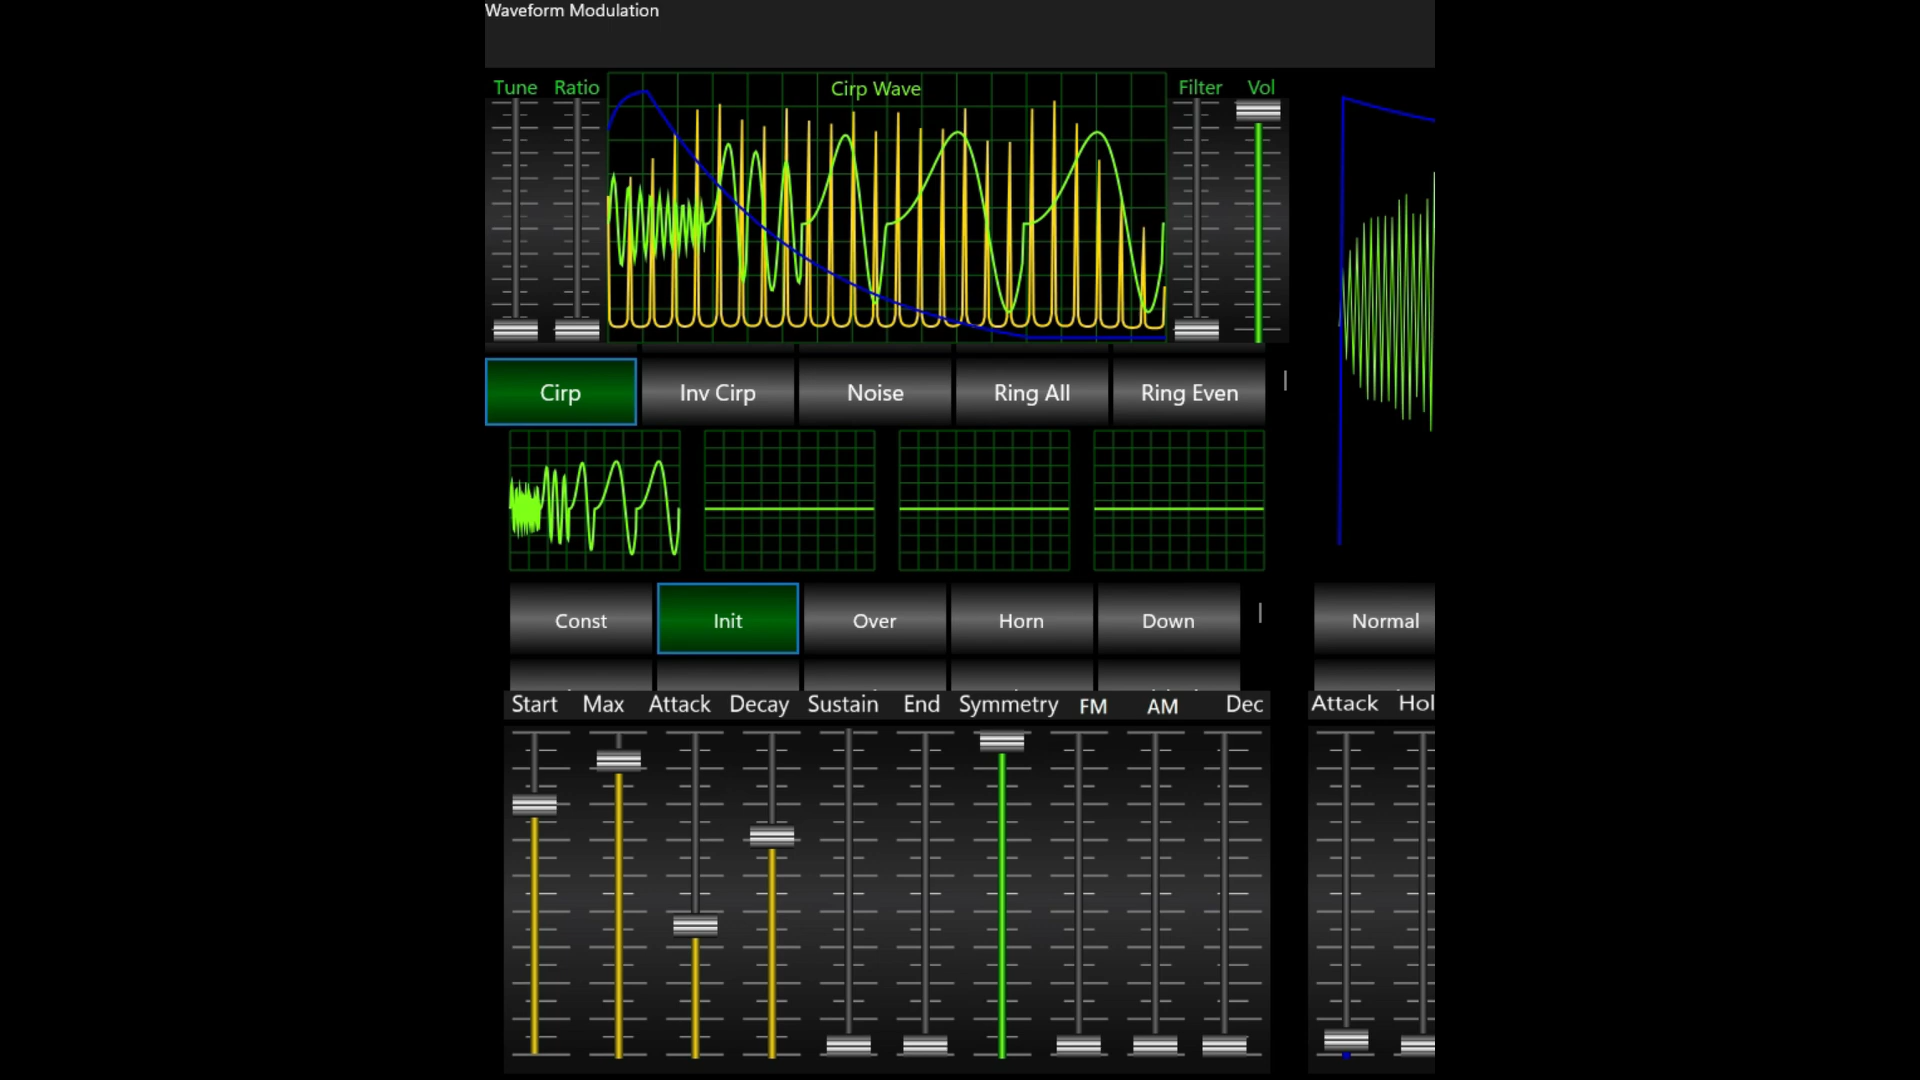 Waveform Modulation
Tune Ratio Cirp Wave Filter Vol
Cirp Inv Cirp Noise Ring All Ring Even
Const Init Over Horn Down Normal
Start Max Attack Decay Sustain End Symmetry FM AM Dec Attack Hol